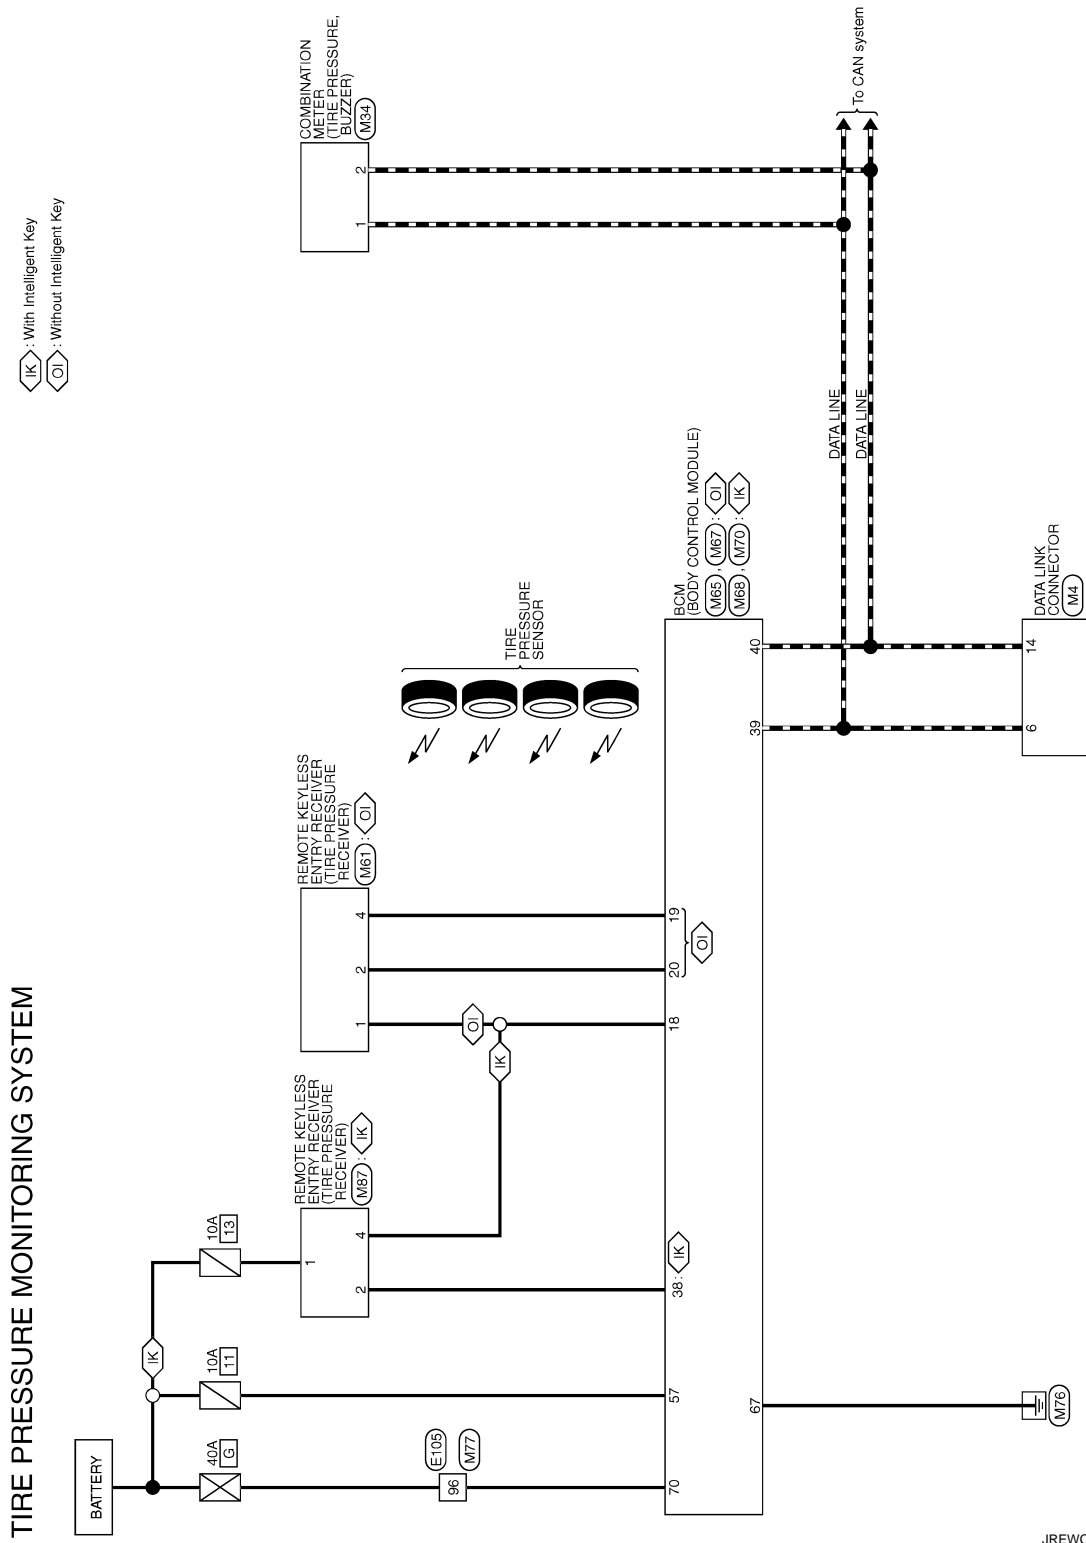 TIRE PRESSURE MONITORING SYSTEM
IK : With Intelligent Key
OI : Without Intelligent Key
BATTERY
IK
40A
G
10A
11
10A
13
E105
96
M77
REMOTE KEYLESS
ENTRY RECEIVER
(TIRE PRESSURE
RECEIVER)
M87 : IK
1
2
4
REMOTE KEYLESS
ENTRY RECEIVER
(TIRE PRESSURE
RECEIVER)
M61 : OI
1
2
4
OI
IK
TIRE
PRESSURE
SENSOR
COMBINATION
METER
(TIRE PRESSURE,
BUZZER)
M34
1
2
BCM
(BODY CONTROL MODULE)
M65 , M67 : OI
M68 , M70 : IK
70
57
38 : IK
18
20
19
OI
67
39
40
DATA LINE
DATA LINE
To CAN system
M76
DATA LINK
CONNECTOR
M4
6
14
JREWC